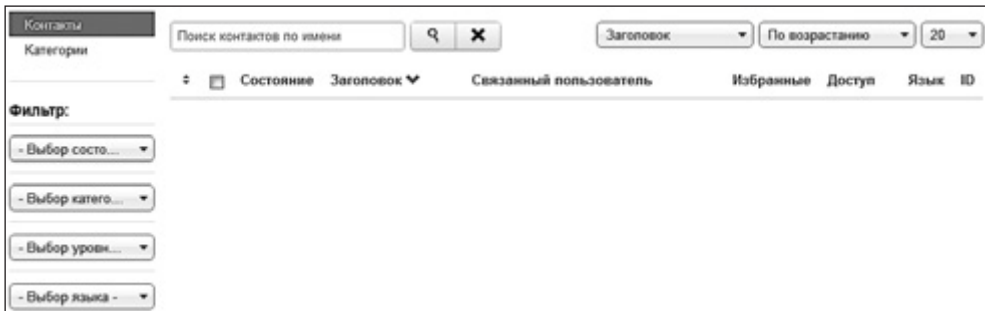 Контакты
Категории
Поиск контактов по имени
Заголовок
По возрастанию
20
Состояние Заголовок Связанный пользователь Избранные Доступ Язык ID
Фильтр:
- Выбор состо...
- Выбор катего...
- Выбор уровн...
- Выбор языка -